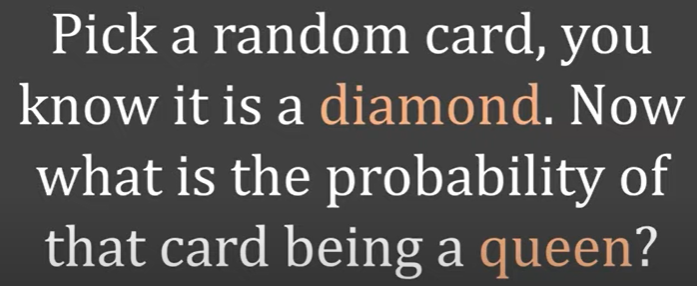 Pick a random card, you
know it is a diamond. Now
what is the probability of
that card being a queen?